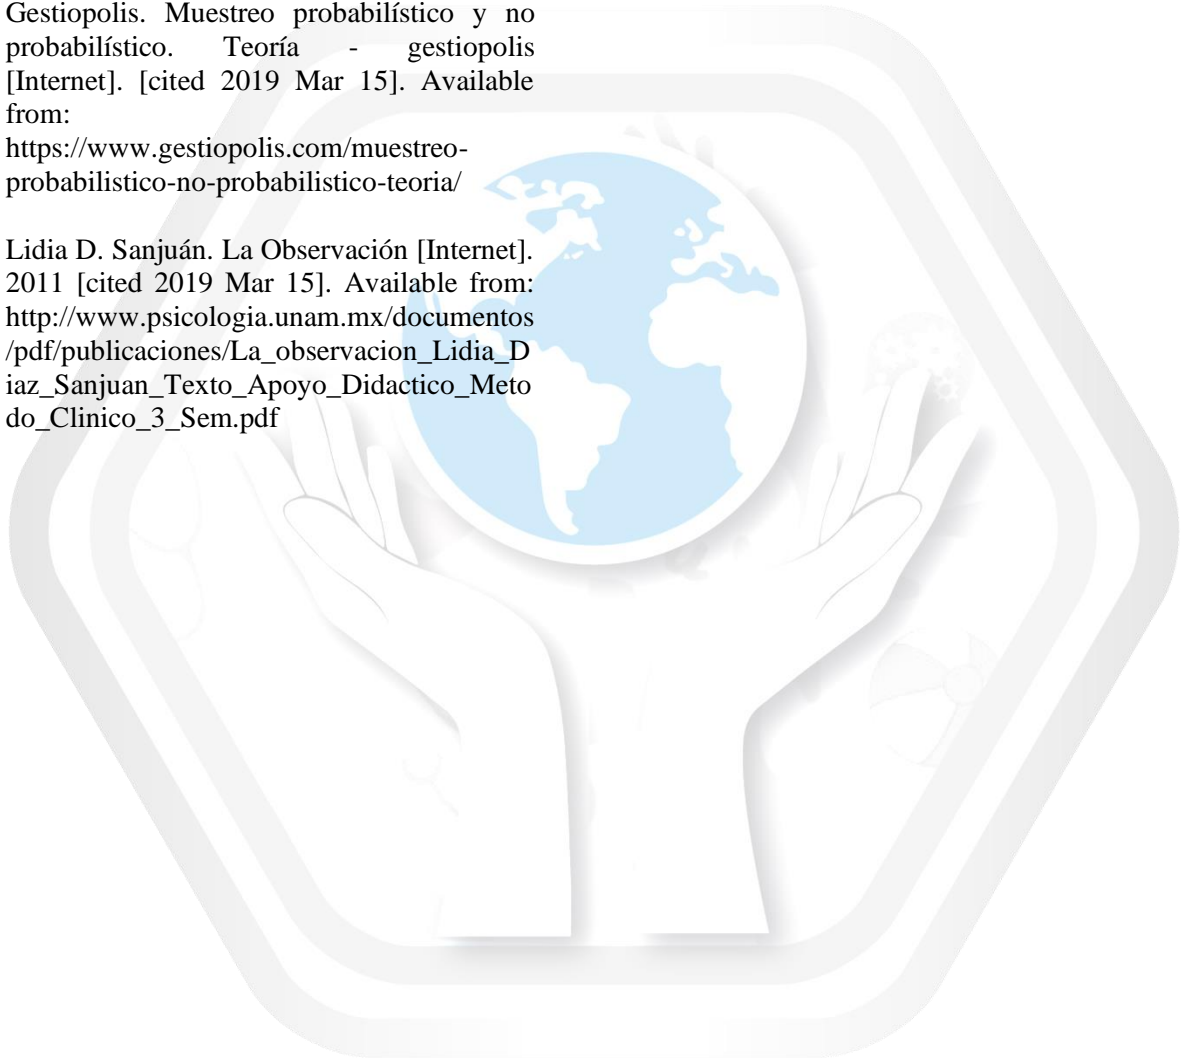 Gestiopolis. Muestreo probabilístico y no
probabilístico. Teoría - gestiopolis
[Internet]. [cited 2019 Mar 15]. Available
from:
https://www.gestiopolis.com/muestreo-
probabilistico-no-probabilistico-teoria/
Lidia D. Sanjuán. La Observación [Internet].
2011 [cited 2019 Mar 15]. Available from:
http://www.psicologia.unam.mx/documentos
/pdf/publicaciones/La_observacion_Lidia_D
iaz_Sanjuan_Texto_Apoyo_Didactico_Meto
do_Clinico_3_Sem.pdf